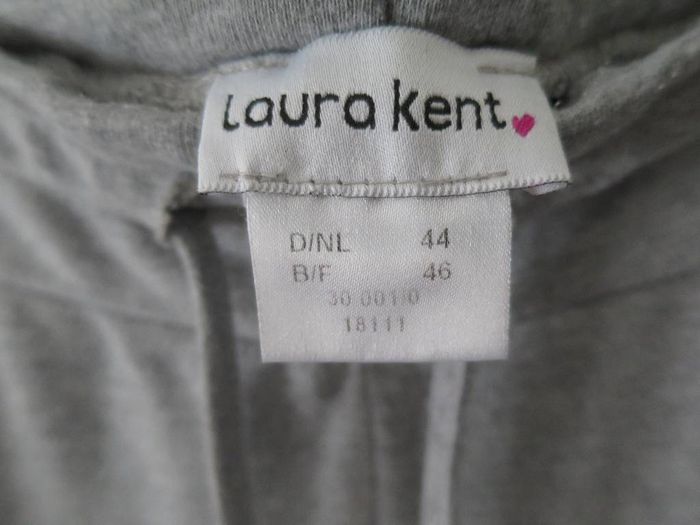 Laura Kent
D/NL 44
B/F 46
30 001/0
18111